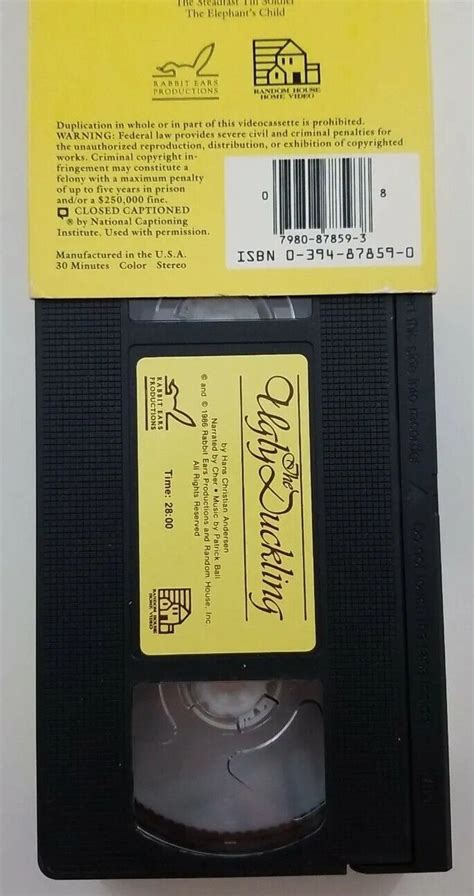 The Steadfast Tin Soldier
The Elephant's Child
RABBIT EARS
PRODUCTIONS
RANDOM HOUSE
HOME VIDEO
Duplication in whole or in part of this videocassette is prohibited.
WARNING: Federal law provides severe civil and criminal penalties for
the unauthorized reproduction, distribution, or exhibition of copyrighted
works. Criminal copyright in-
fringement may constitute a
felony with a maximum penalty
of up to five years in prison
and/or a $250,000 fine.
CLOSED CAPTIONED
® by National Captioning
Institute. Used with permission.
Manufactured in the U.S.A.
30 Minutes Color Stereo
0
8
7980-87859-3
ISBN 0-394-87859-0
The
Ugly Duckling
by Hans Christian Andersen
Narrated by Cher • Music by Patrick Ball
© and ℗ 1986 Rabbit Ears Productions and Random House, Inc.
All Rights Reserved
RABBIT EARS
PRODUCTIONS
Time: 28:00
RANDOM HOUSE
HOME VIDEO